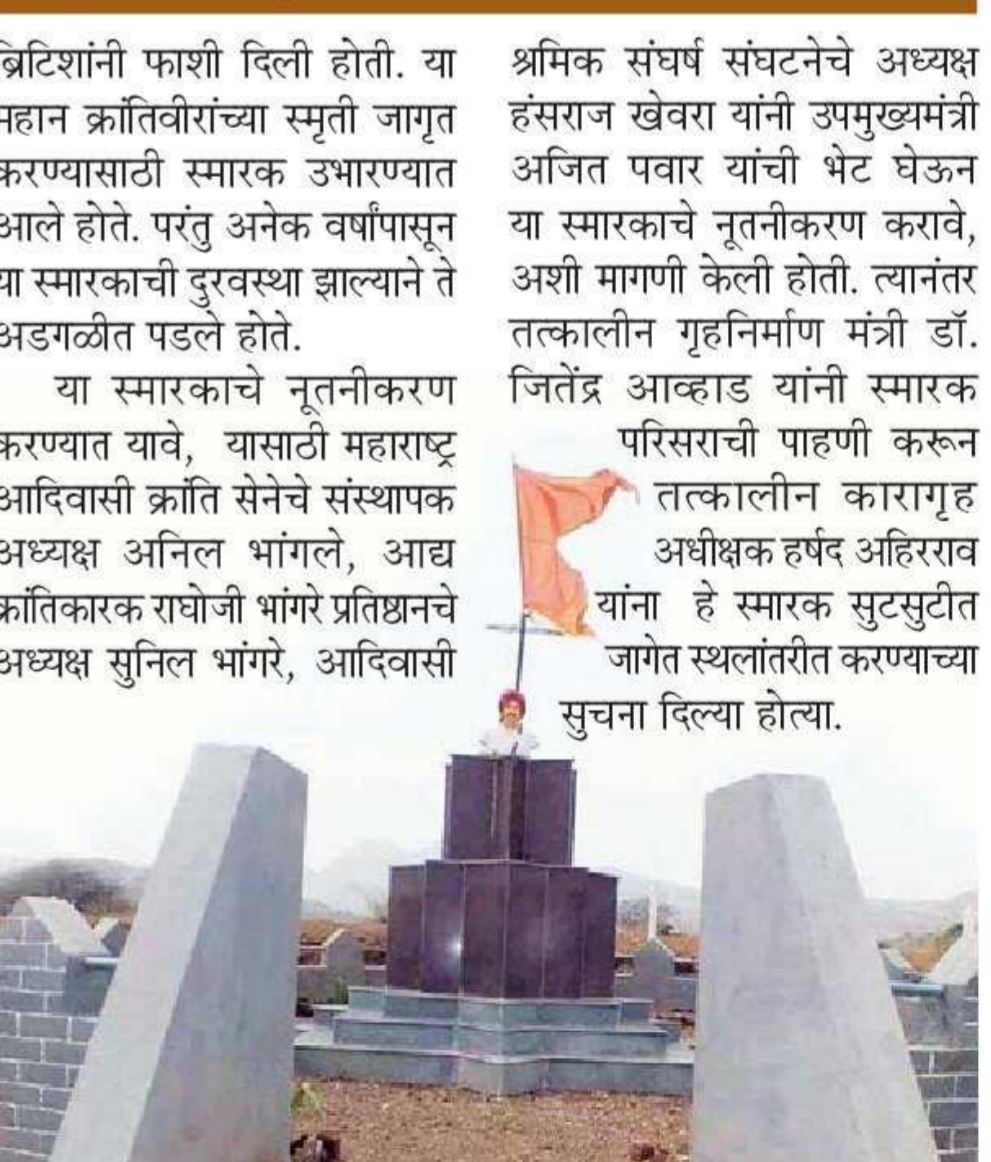 ब्रिटिशांनी फाशी दिली होती. या
महान क्रांतिवीरांच्या स्मृती जागृत
करण्यासाठी स्मारक उभारण्यात
आले होते. परंतु अनेक वर्षांपासून
या स्मारकाची दुरवस्था झाल्याने ते
अडगळीत पडले होते.
या स्मारकाचे नूतनीकरण
करण्यात यावे, यासाठी महाराष्ट्र
आदिवासी क्रांति सेनेचे संस्थापक
अध्यक्ष अनिल भांगले, आद्य
क्रांतिकारक राघोजी भांगरे प्रतिष्ठानचे
अध्यक्ष सुनिल भांगरे, आदिवासी
श्रमिक संघर्ष संघटनेचे अध्यक्ष
हंसराज खेवरा यांनी उपमुख्यमंत्री
अजित पवार यांची भेट घेऊन
या स्मारकाचे नूतनीकरण करावे,
अशी मागणी केली होती. त्यानंतर
तत्कालीन गृहनिर्माण मंत्री डॉ.
जितेंद्र आव्हाड यांनी स्मारक
परिसराची पाहणी करून
तत्कालीन कारागृह
अधीक्षक हर्षद अहिरराव
यांना हे स्मारक सुटसुटीत
जागेत स्थलांतरीत करण्याच्या
सुचना दिल्या होत्या.